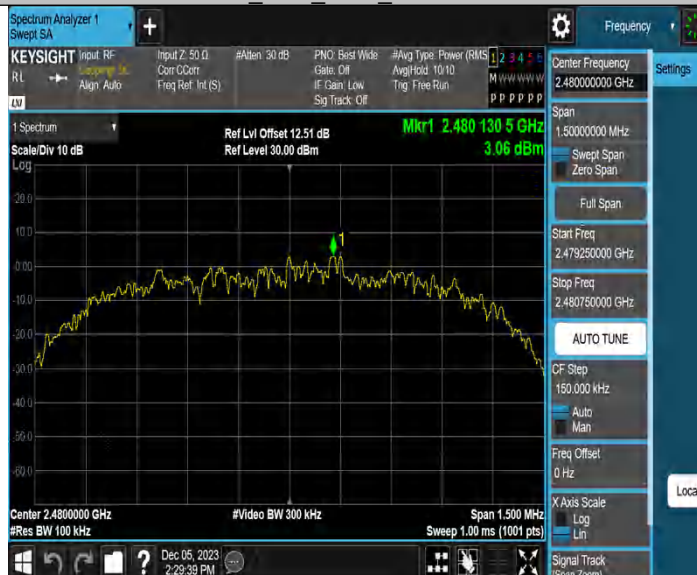 Spectrum Analyzer 1
Swept SA
+
Frequency
KEYSIGHT
RL
Input: RF
Align: Auto
Input Z: 50 Ω
Corr CCorr
Freq Ref: Int (S)
#Atten: 30 dB
PNO: Best Wide
Gate: Off
IF Gain: Low
Sig Track: Off
#Avg Type: Power (RMS
Avg|Hold: 10/10
Trig: Free Run
1 2 3 4 5 6
M W W W W W
P P P P P P
LXI
1 Spectrum
Scale/Div 10 dB
Log
Ref Lvl Offset 12.51 dB
Ref Level 30.00 dBm
Mkr1 2.480 130 5 GHz
3.06 dBm
1
20.0
10.0
0.00
-10.0
-20.0
-30.0
-40.0
-50.0
-60.0
Center 2.4800000 GHz
#Res BW 100 kHz
#Video BW 300 kHz
Span 1.500 MHz
Sweep 1.00 ms (1001 pts)
Dec 05, 2023
2:29:39 PM
?
Center Frequency
2.480000000 GHz
Settings
Span
1.50000000 MHz
Swept Span
Zero Span
Full Span
Start Freq
2.479250000 GHz
Stop Freq
2.480750000 GHz
AUTO TUNE
CF Step
150.000 kHz
Auto
Man
Freq Offset
0 Hz
X Axis Scale
Log
Lin
Loca
Signal Track
(Span Zoom)